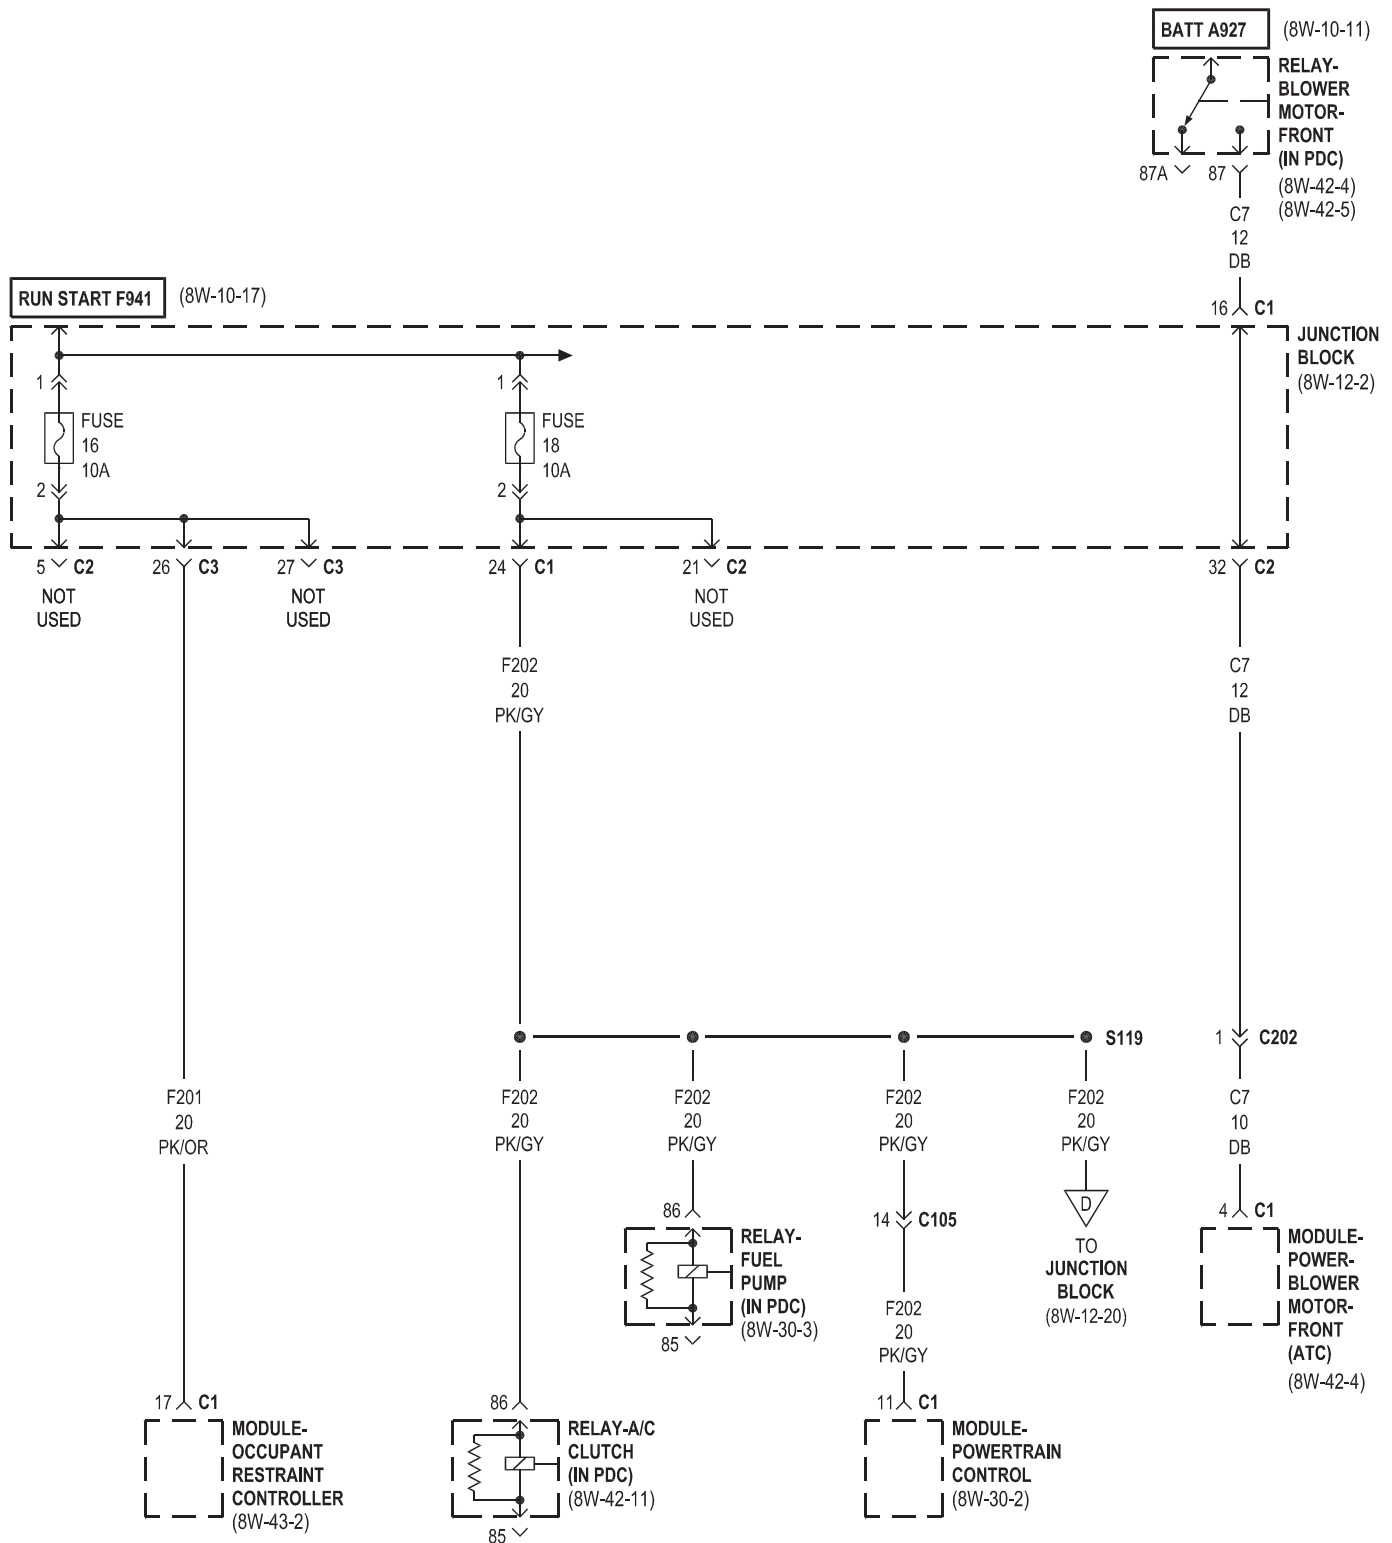 BATT A927 (8W-10-11)
RELAY-
BLOWER
MOTOR-
FRONT
(IN PDC)
(8W-42-4)
(8W-42-5)
87A 87
C7
12
DB
RUN START F941 (8W-10-17)
16 C1
JUNCTION
BLOCK
(8W-12-2)
1
FUSE
16
10A
2
1
FUSE
18
10A
2
5 C2
NOT
USED
26 C3
27 C3
NOT
USED
24 C1
21 C2
NOT
USED
32 C2
F202
20
PK/GY
C7
12
DB
S119
1 C202
F201
20
PK/OR
F202
20
PK/GY
F202
20
PK/GY
F202
20
PK/GY
F202
20
PK/GY
C7
10
DB
86
RELAY-
FUEL
PUMP
(IN PDC)
(8W-30-3)
85
14 C105
F202
20
PK/GY
D
TO
JUNCTION
BLOCK
(8W-12-20)
4 C1
MODULE-
POWER-
BLOWER
MOTOR-
FRONT
(ATC)
(8W-42-4)
17 C1
MODULE-
OCCUPANT
RESTRAINT
CONTROLLER
(8W-43-2)
86
RELAY-A/C
CLUTCH
(IN PDC)
(8W-42-11)
85
11 C1
MODULE-
POWERTRAIN
CONTROL
(8W-30-2)